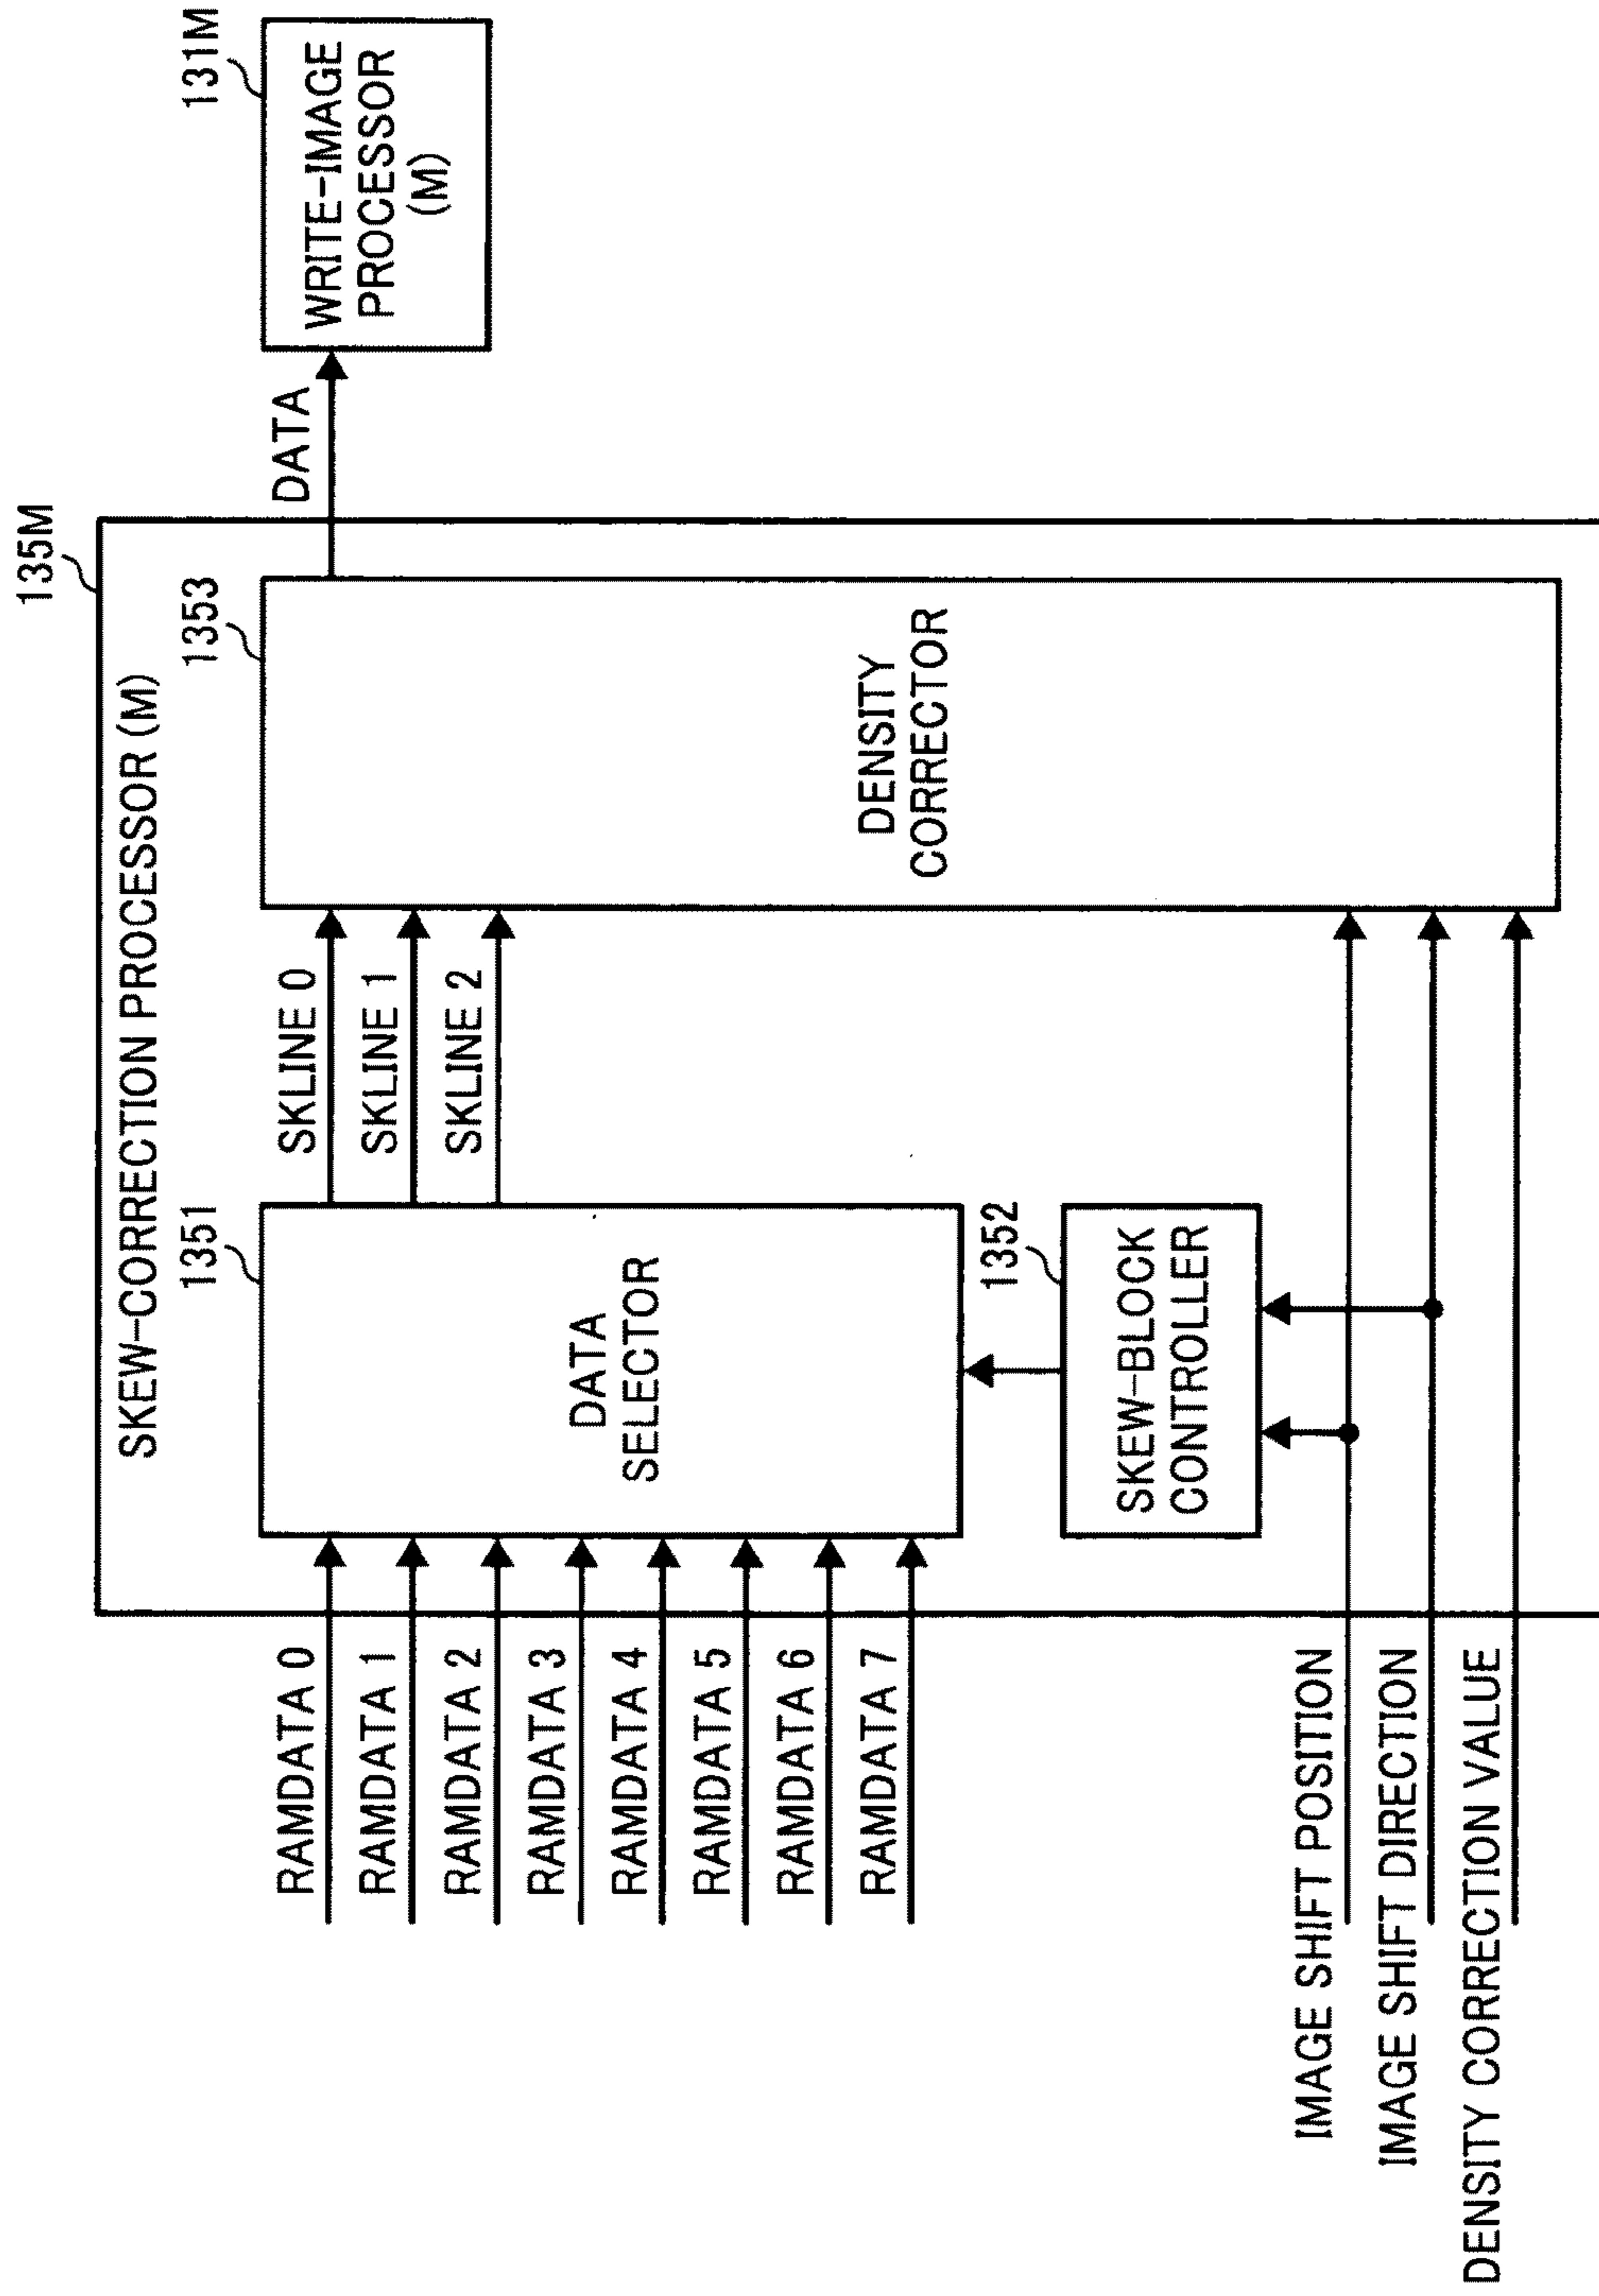 135M
SKEW-CORRECTION PROCESSOR (M)
RAMDATA 0
RAMDATA 1
RAMDATA 2
RAMDATA 3
RAMDATA 4
RAMDATA 5
RAMDATA 6
RAMDATA 7
1351
DATA
SELECTOR
SKLINE 0
SKLINE 1
SKLINE 2
1353
DENSITY
CORRECTOR
DATA
131M
WRITE-IMAGE
PROCESSOR
(M)
1352
SKEW-BLOCK
CONTROLLER
IMAGE SHIFT POSITION
IMAGE SHIFT DIRECTION
DENSITY CORRECTION VALUE